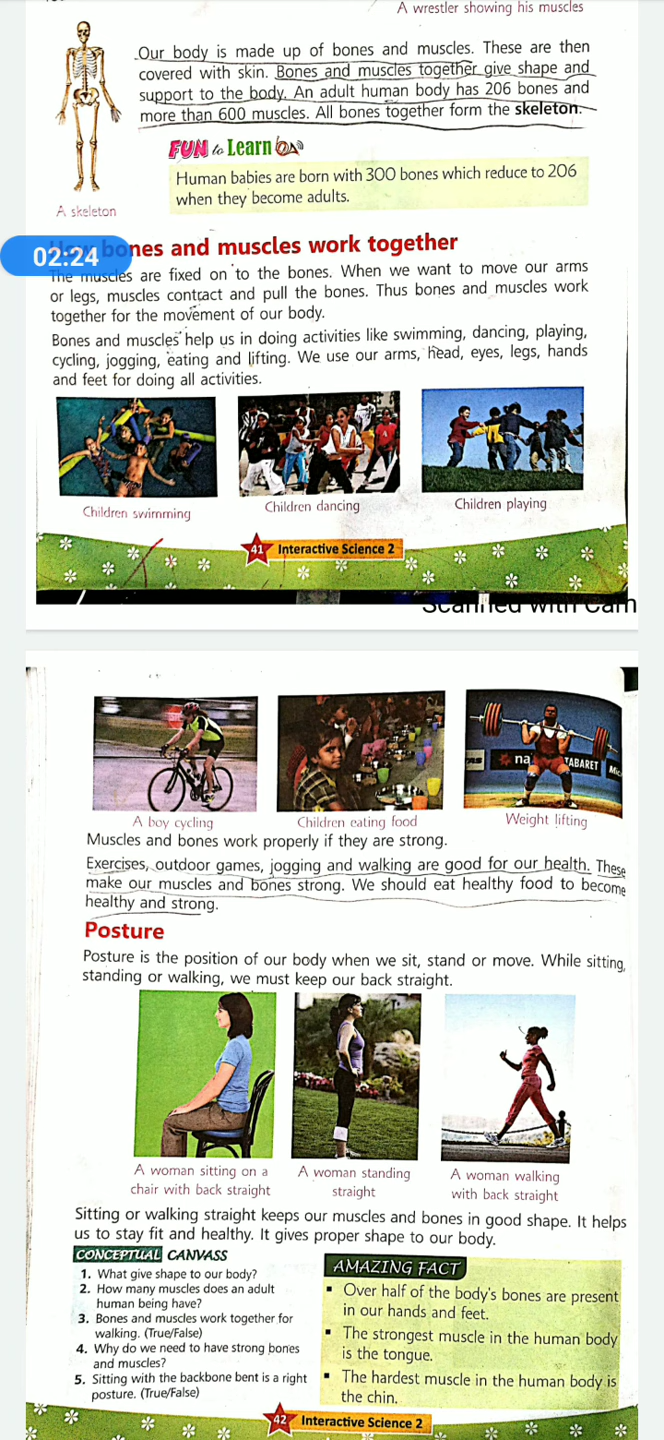 A wrestler showing his muscles
Our body is made up of bones and muscles. These are then
covered with skin. Bones and muscles together give shape and
support to the body. An adult human body has 206 bones and
more than 600 muscles. All bones together form the skeleton.
FUN to Learn
Human babies are born with 300 bones which reduce to 206
when they become adults.
A skeleton
02:24
bones and muscles work together
The muscles are fixed on to the bones. When we want to move our arms
or legs, muscles contract and pull the bones. Thus bones and muscles work
together for the movement of our body.
Bones and muscles help us in doing activities like swimming, dancing, playing,
cycling, jogging, eating and lifting. We use our arms, head, eyes, legs, hands
and feet for doing all activities.
Children swimming
Children dancing
Children playing
41 Interactive Science 2
Scanned with Cam
na
TABARET
A boy cycling
Children eating food
Weight lifting
Muscles and bones work properly if they are strong.
Exercises, outdoor games, jogging and walking are good for our health. These
make our muscles and bones strong. We should eat healthy food to become
healthy and strong.
Posture
Posture is the position of our body when we sit, stand or move. While sitting,
standing or walking, we must keep our back straight.
A woman sitting on a
chair with back straight
A woman standing
straight
A woman walking
with back straight
Sitting or walking straight keeps our muscles and bones in good shape. It helps
us to stay fit and healthy. It gives proper shape to our body.
CONCEPTUAL CANVASS
1. What give shape to our body?
2. How many muscles does an adult
human being have?
3. Bones and muscles work together for
walking. (True/False)
4. Why do we need to have strong bones
and muscles?
5. Sitting with the backbone bent is a right
posture. (True/False)
AMAZING FACT
▪ Over half of the body's bones are present
in our hands and feet.
▪ The strongest muscle in the human body
is the tongue.
▪ The hardest muscle in the human body is
the chin.
42 Interactive Science 2